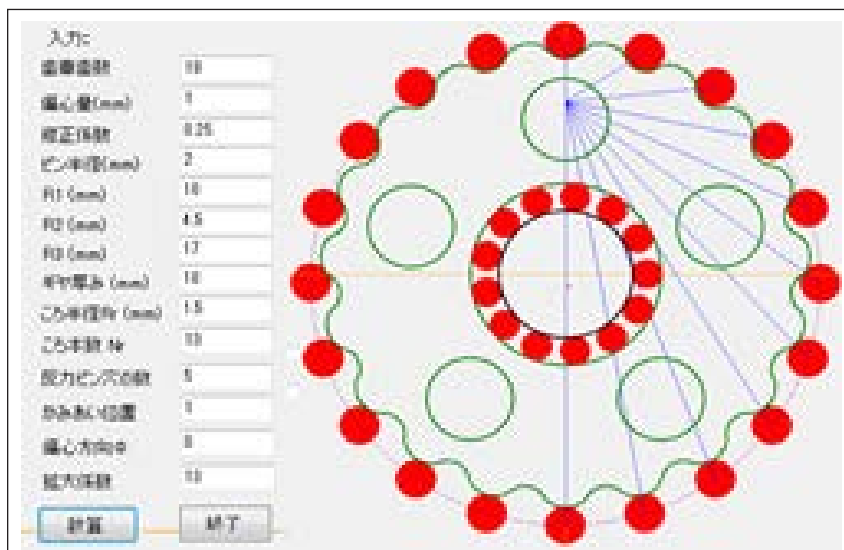 入力に
歯車歯数 19
偏心量(mm) 1
修正係数 0.25
ピン半径(mm) 2
R1 (mm) 10
R2 (mm) 4.5
R3 (mm) 17
ギヤ厚み (mm) 10
ころ半径Rr (mm) 1.5
ころ本数 Nr 13
反力ピン穴の数 5
かみあい位置 1
偏心方向φ 0
拡大係数
計算 終了